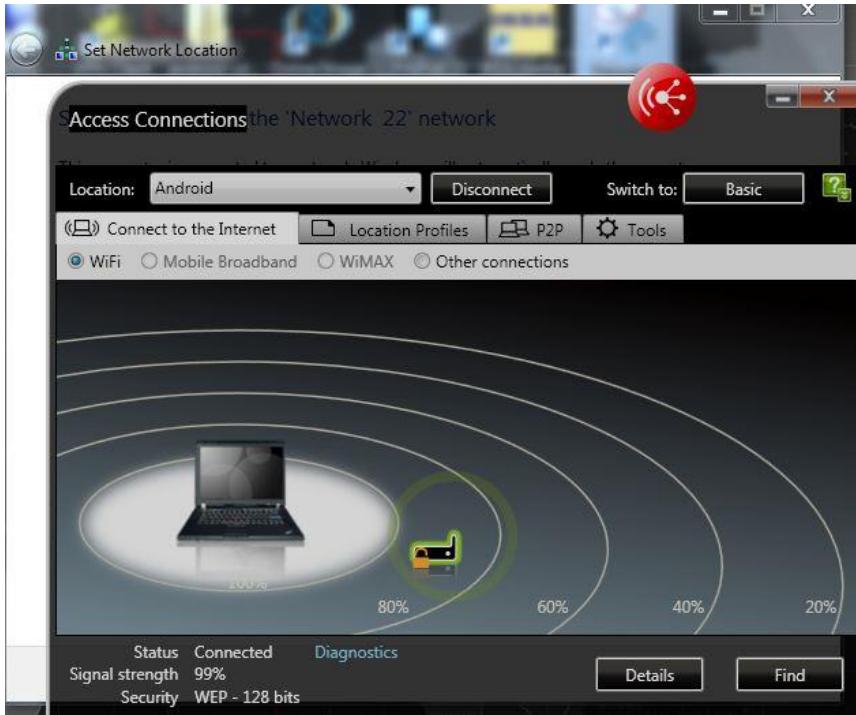 Set Network Location
Access Connections the 'Network 22' network
Location: Android Disconnect Switch to: Basic ?
Connect to the Internet Location Profiles P2P Tools
WiFi Mobile Broadband WiMAX Other connections
100%
80% 60% 40% 20%
Status Connected Diagnostics
Signal strength 99%
Security WEP - 128 bits
Details Find